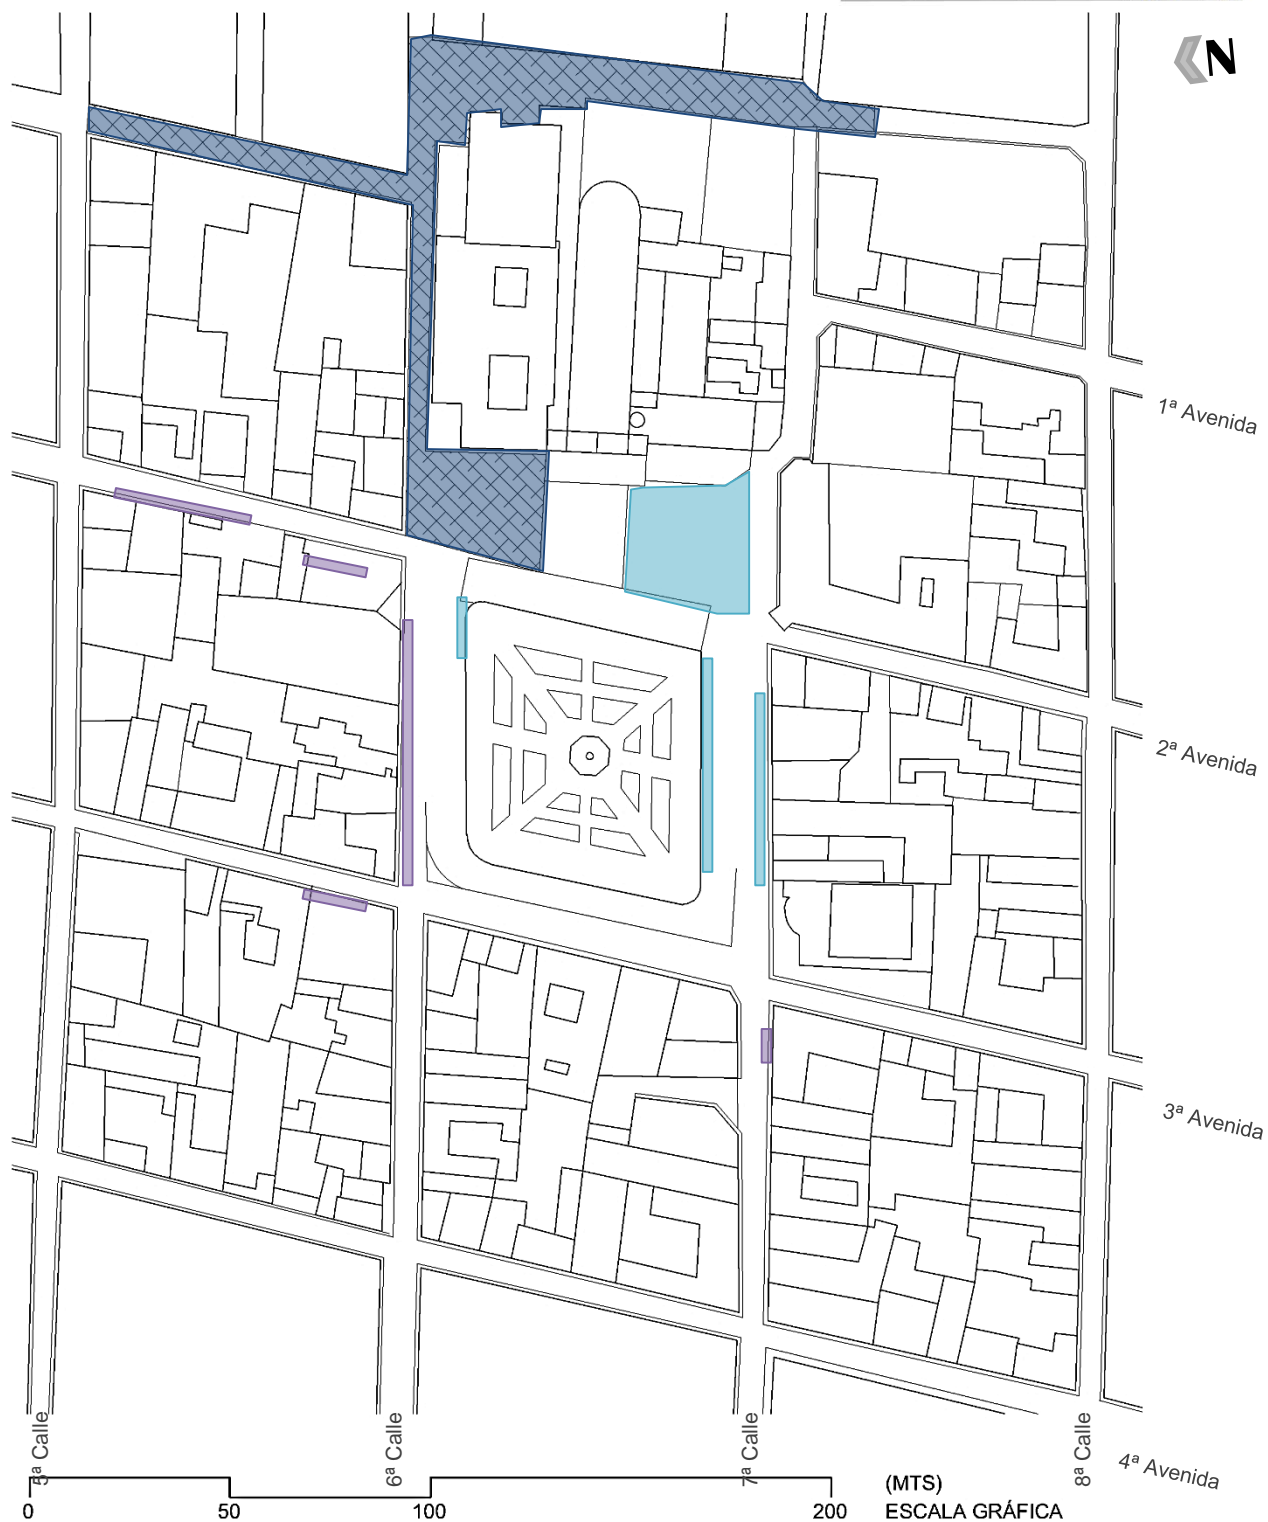 N
1ª Avenida
2ª Avenida
3ª Avenida
4ª Avenida
5ª Calle
6ª Calle
7ª Calle
8ª Calle
(MTS)
0 50 100 200 ESCALA GRÁFICA